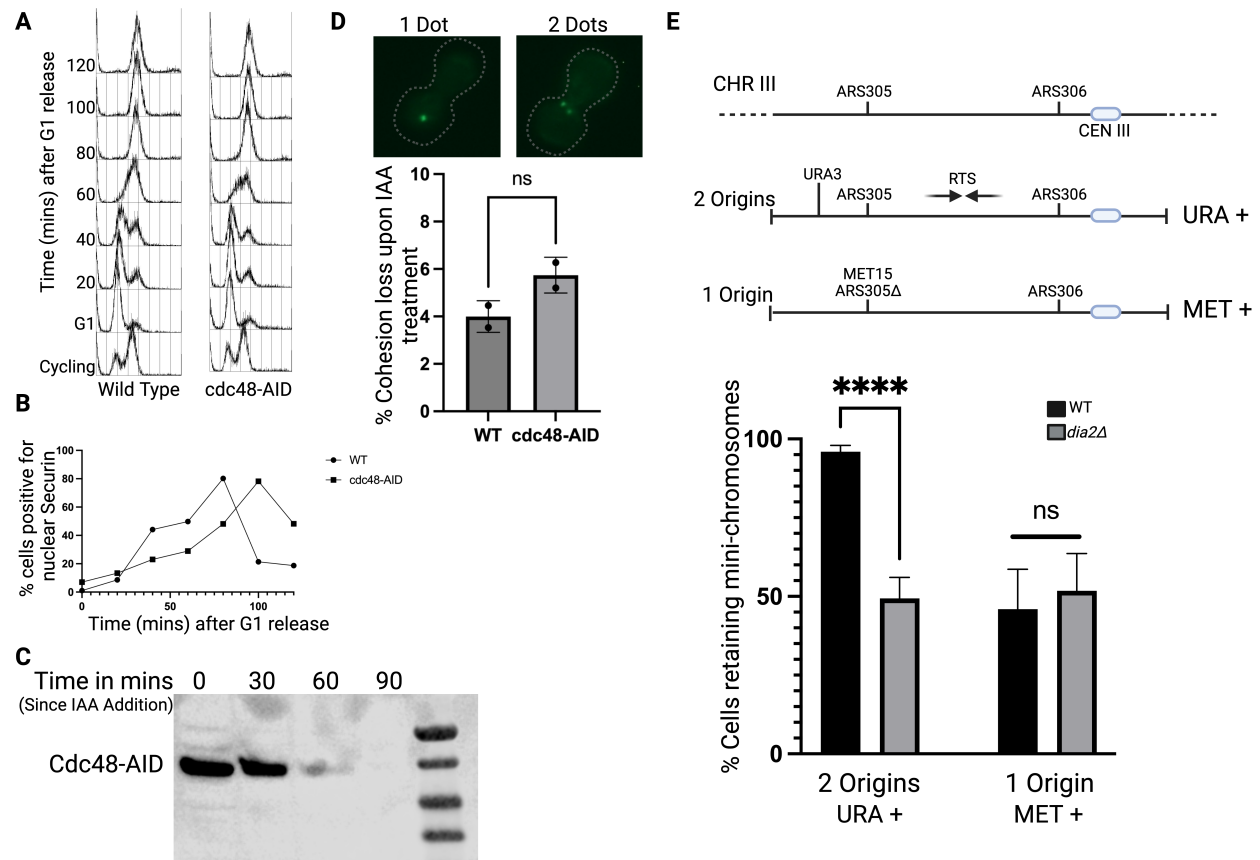 A
Time (mins) after G1 release
120
100
80
60
40
20
G1
Cycling
Wild Type
cdc48-AID
B
% cells positive for
nuclear Securin
100
80
60
40
20
0
0
50
100
Time (mins) after G1 release
WT
cdc48-AID
C
Time in mins 0 30 60 90
(Since IAA Addition)
Cdc48-AID
D
1 Dot
2 Dots
% Cohesion loss upon IAA
treatment
10
8
6
4
2
0
ns
WT
cdc48-AID
E
CHR III
ARS305
ARS306
CEN III
2 Origins
URA3
ARS305
RTS
ARS306
URA +
1 Origin
MET15
ARS305Δ
ARS306
MET +
% Cells retaining mini-chromosomes
100
50
0
****
ns
WT
dia2Δ
2 Origins
URA +
1 Origin
MET +